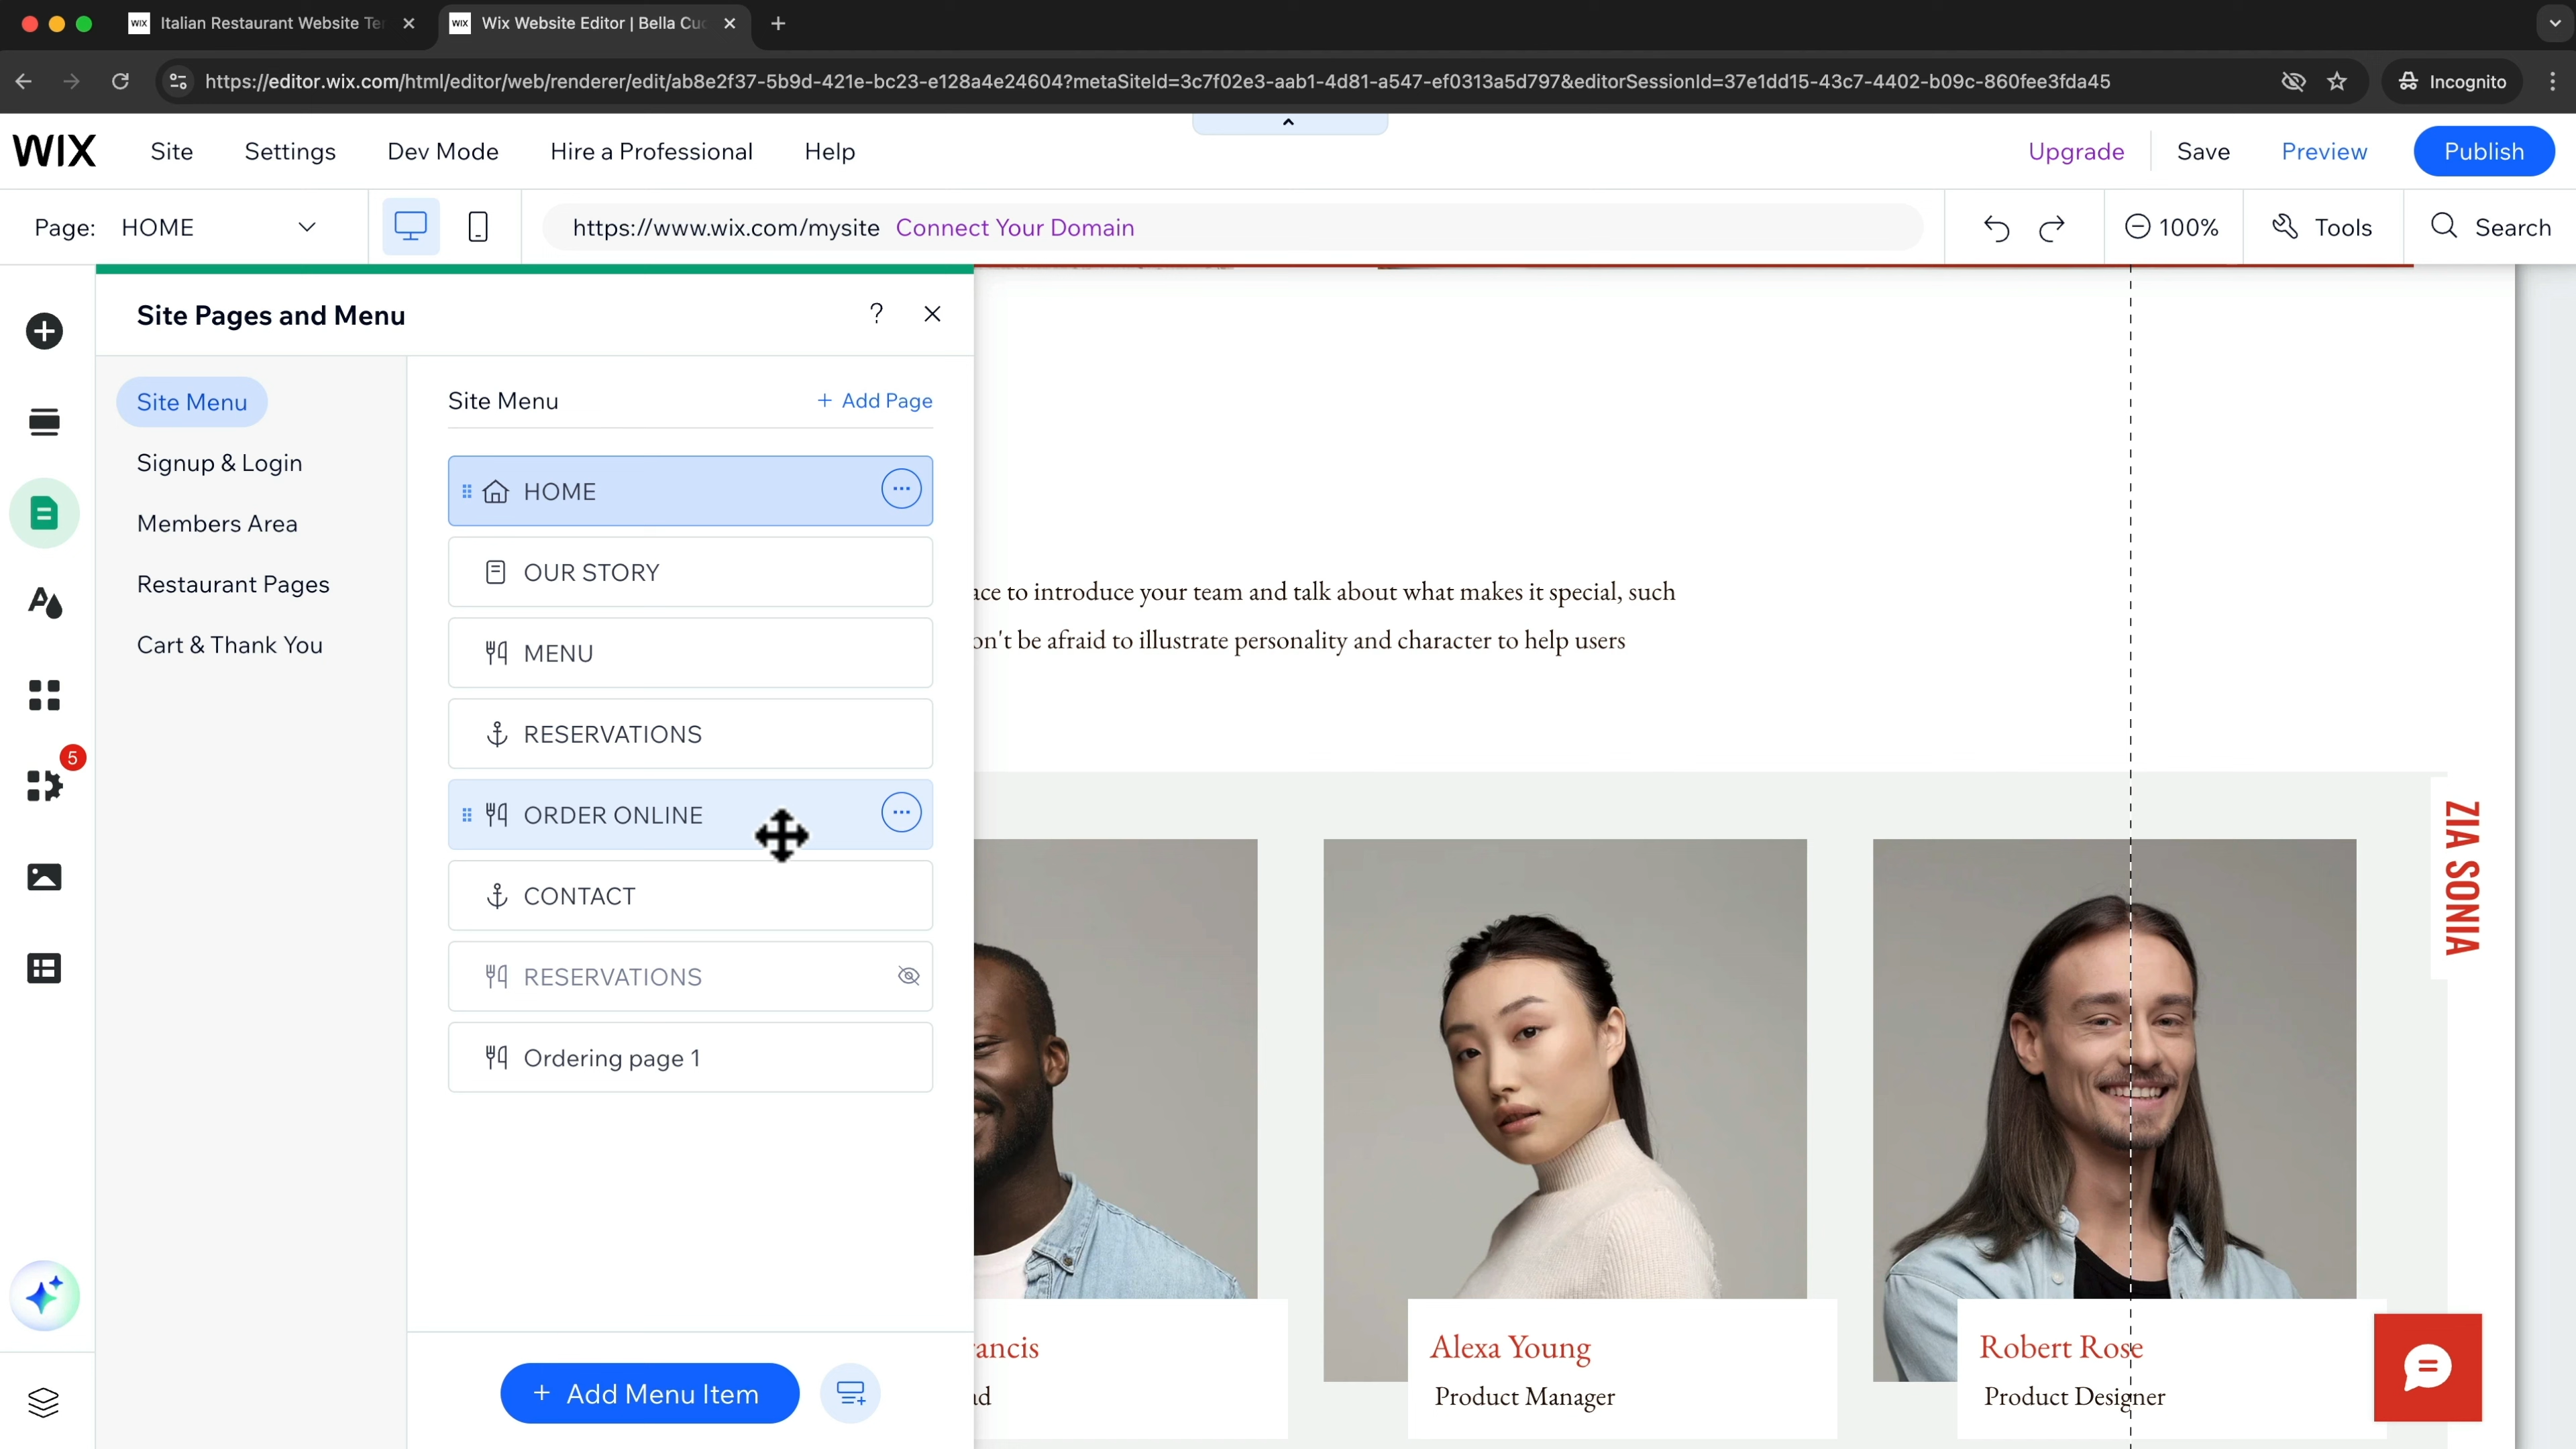 WIX Italian Restaurant Website Ter
WIX Wix Website Editor | Bella Cuc
https://editor.wix.com/html/editor/web/renderer/edit/ab8e2f37-5b9d-421e-bc23-e128a4e24604?metaSiteId=3c7f02e3-aab1-4d81-a547-ef0313a5d797&editorSessionId=37e1dd15-43c7-4402-b09c-860fee3fda45
Incognito
WIX
Site
Settings
Dev Mode
Hire a Professional
Help
Upgrade
Save
Preview
Publish
Page: HOME
https://www.wix.com/mysite Connect Your Domain
100%
Tools
Search
Site Pages and Menu
?
Site Menu
Signup & Login
Members Area
Restaurant Pages
Cart & Thank You
5
Site Menu
+ Add Page
HOME
OUR STORY
MENU
RESERVATIONS
ORDER ONLINE
CONTACT
RESERVATIONS
Ordering page 1
+ Add Menu Item
ace to introduce your team and talk about what makes it special, such
on't be afraid to illustrate personality and character to help users
ZIA SONIA
rancis
ad
Alexa Young
Product Manager
Robert Rose
Product Designer